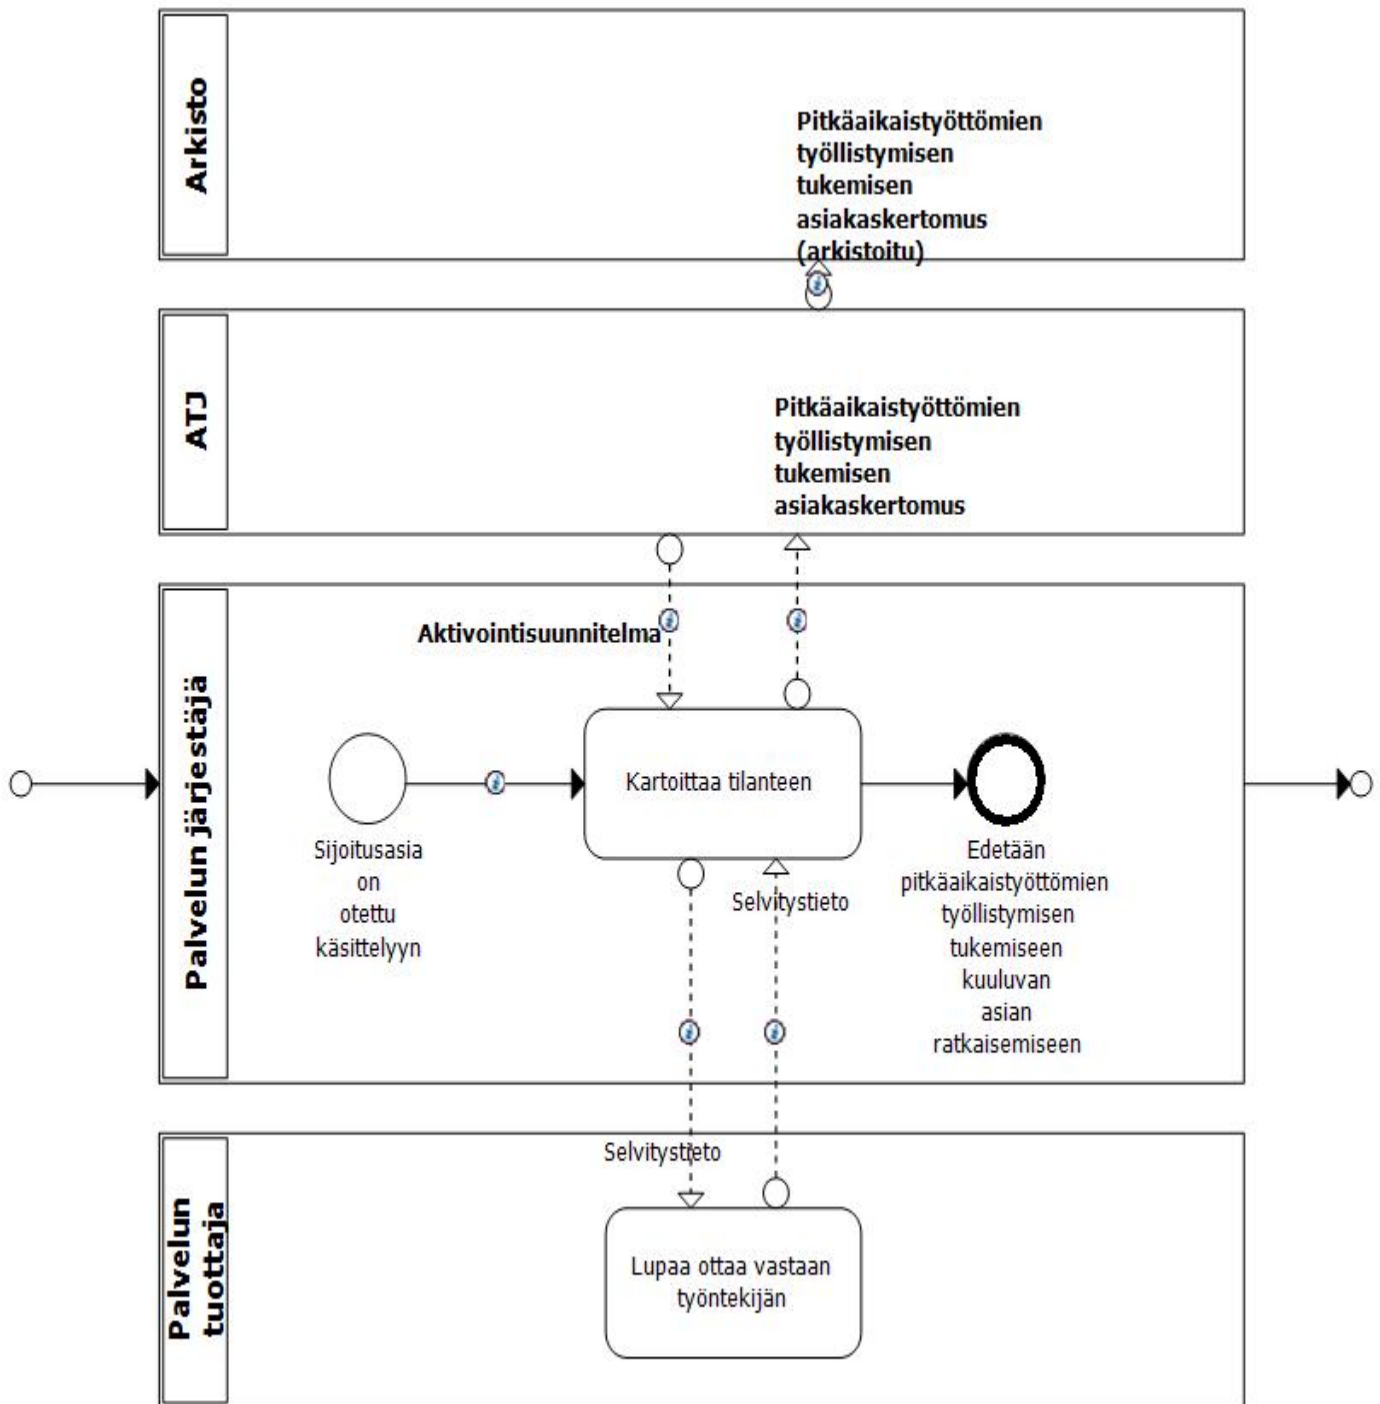 Arkisto
Pitkäaikaistyöttömien
työllistymisen
tukemisen
asiakaskertomus
(arkistoitu)
ATJ
Pitkäaikaistyöttömien
työllistymisen
tukemisen
asiakaskertomus
Palvelun järjestäjä
Aktivointisuunnitelma
Sijoitusasia
on
otettu
käsittelyyn
Kartoittaa tilanteen
Selvitystieto
Edetään
pitkäaikaistyöttömien
työllistymisen
tukemiseen
kuuluvan
asian
ratkaisemiseen
Palvelun
tuottaja
Selvitystieto
Lupaa ottaa vastaan
työntekijän